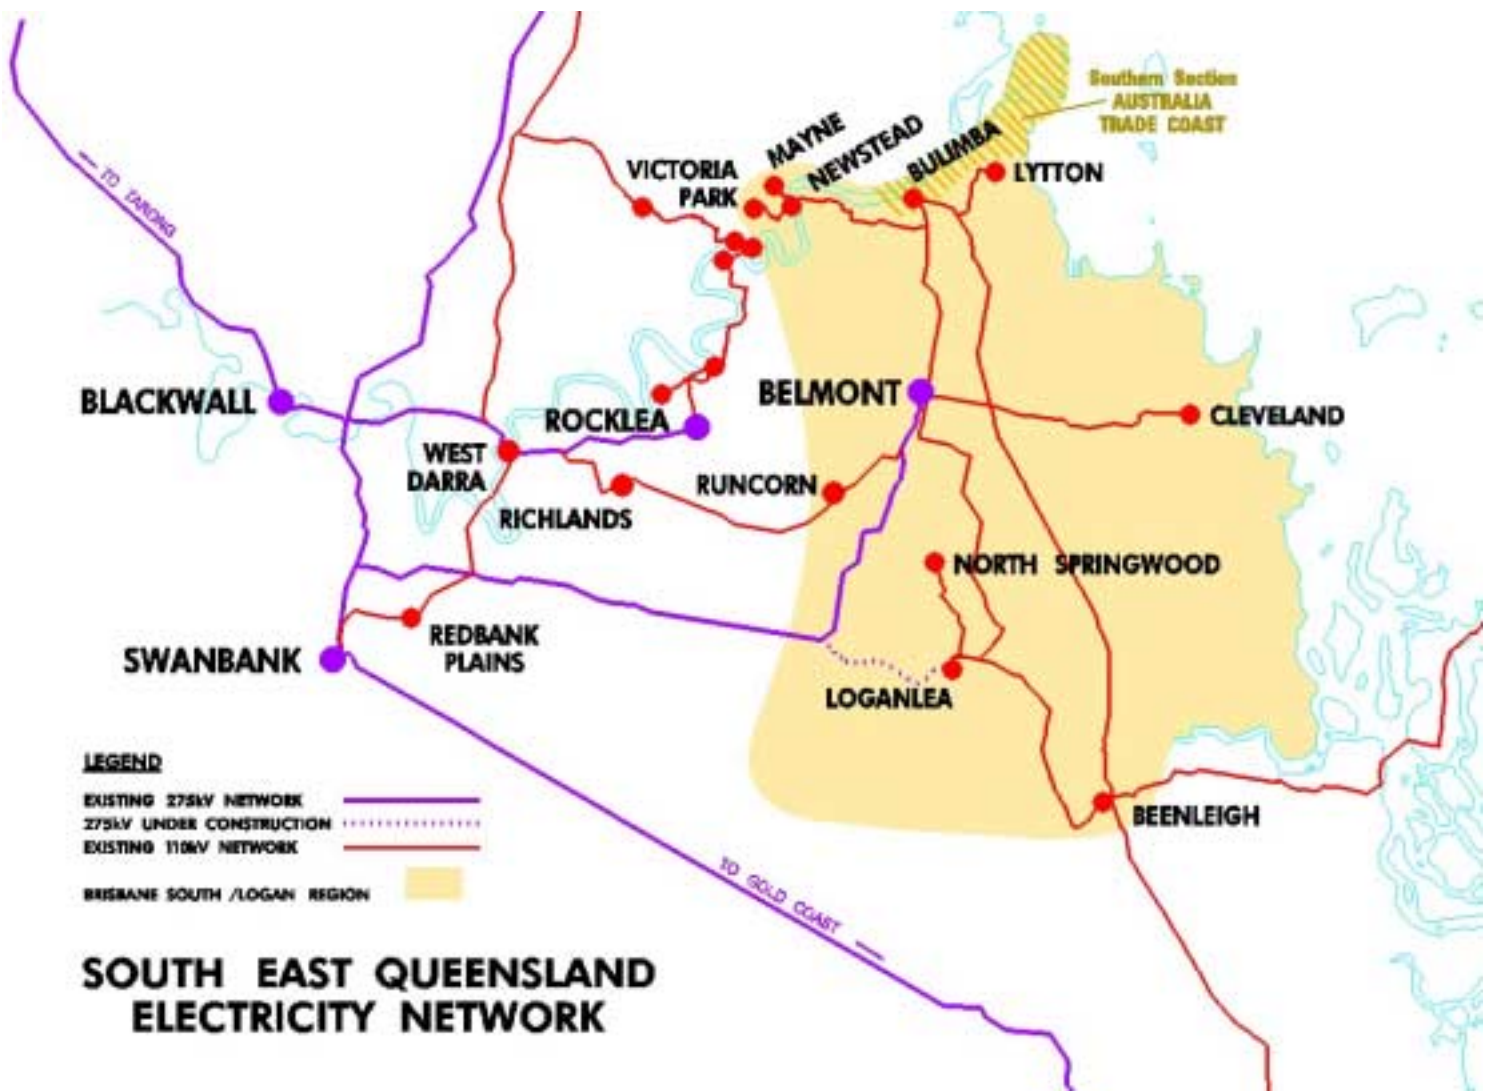 Southern Section
AUSTRALIA
TRADE COAST
MAYNE
NEWSTEAD
BULIMBA
LYTTON
VICTORIA
PARK
TO TARONG
BLACKWALL
BELMONT
ROCKLEA
CLEVELAND
WEST
DARRA
RUNCORN
RICHLANDS
NORTH SPRINGWOOD
REDBANK
PLAINS
SWANBANK
LOGANLEA
BEENLEIGH
LEGEND
EXISTING 275kV NETWORK
275kV UNDER CONSTRUCTION
EXISTING 110kV NETWORK
BRISBANE SOUTH /LOGAN REGION
TO GOLD COAST
SOUTH EAST QUEENSLAND
ELECTRICITY NETWORK